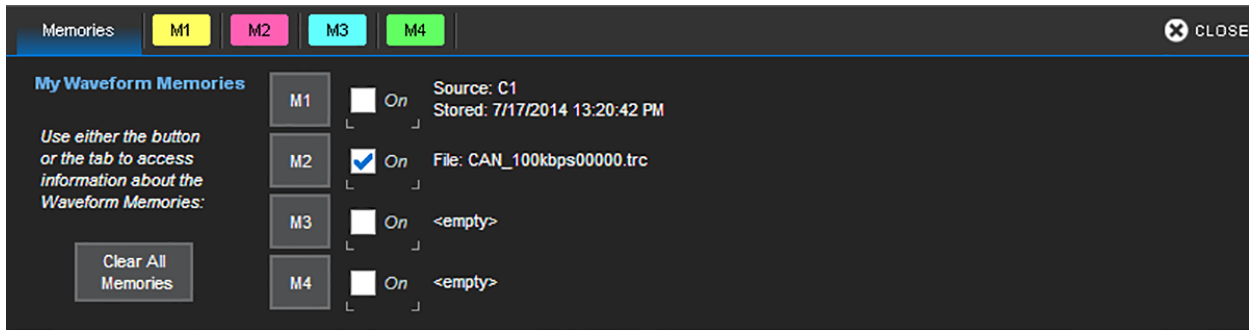 Memories M1 M2 M3 M4 CLOSE
My Waveform Memories
Use either the button
or the tab to access
information about the
Waveform Memories:
Clear All
Memories
M1 On Source: C1
Stored: 7/17/2014 13:20:42 PM
M2 On File: CAN_100kbps00000.trc
M3 On <empty>
M4 On <empty>